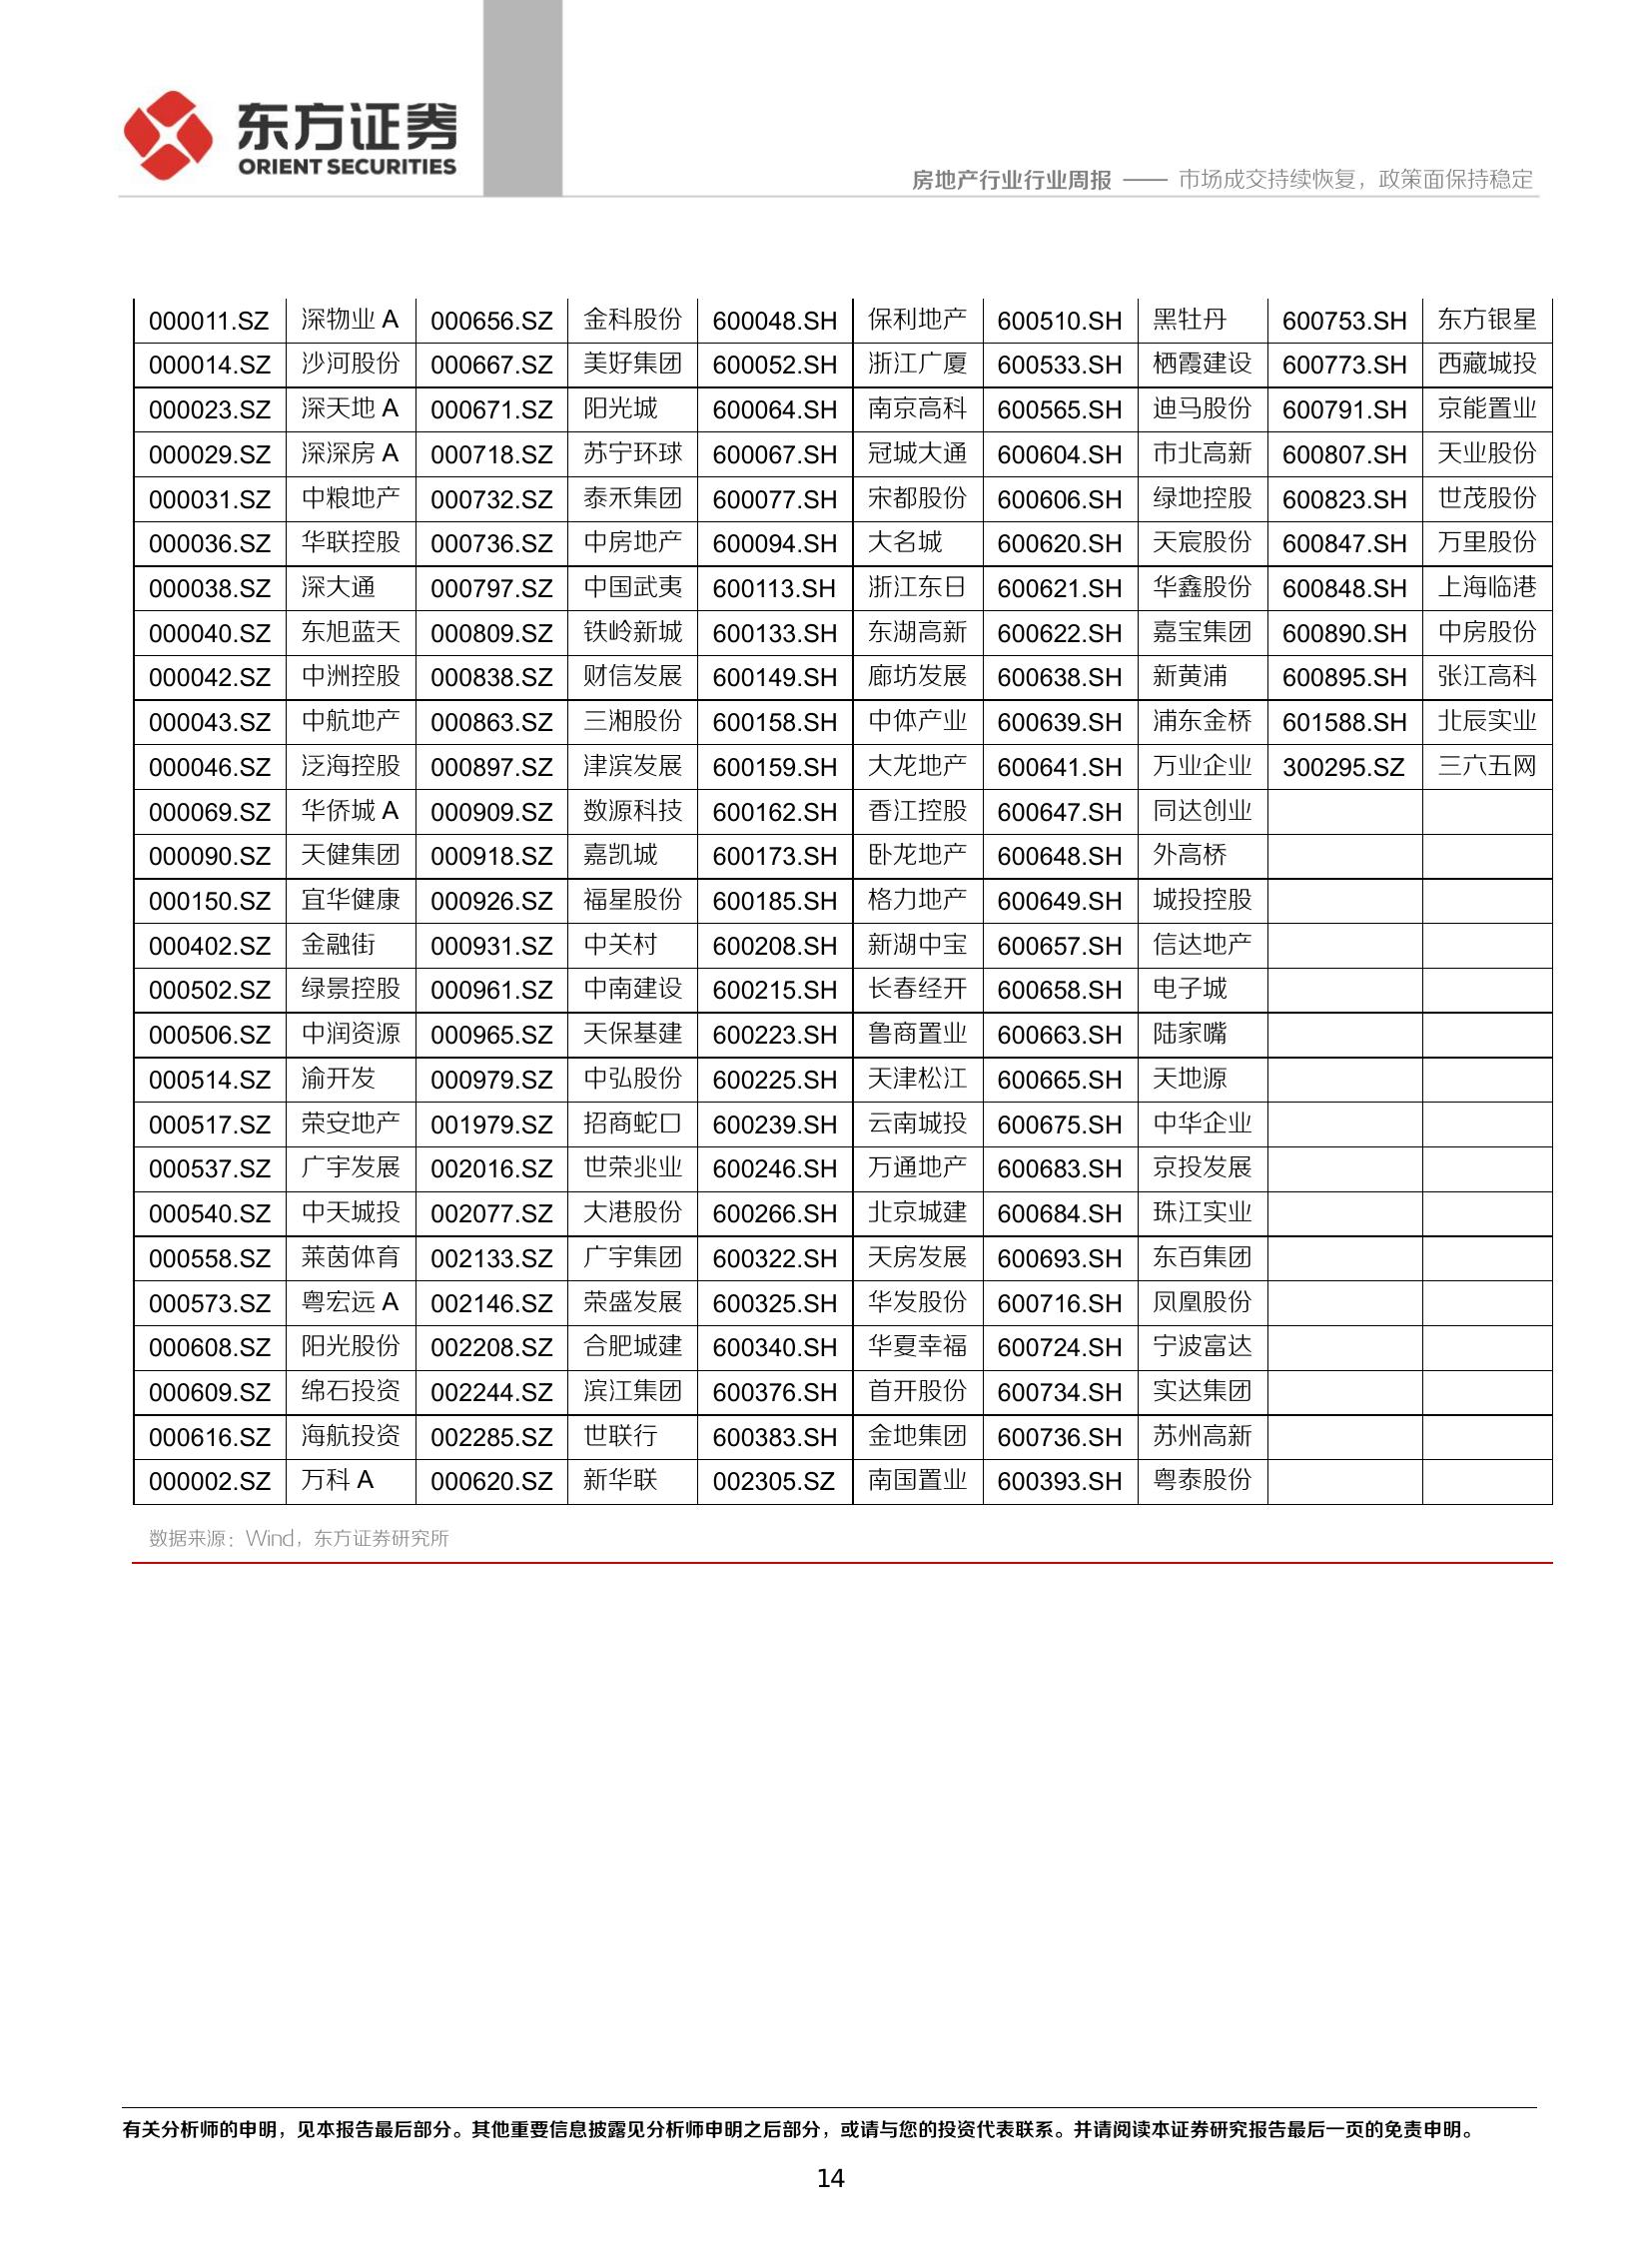 东方证券
ORIENT SECURITIES
房地产行业行业周报 —— 市场成交持续恢复，政策面保持稳定
000011.SZ 深物业 A 000656.SZ 金科股份 600048.SH 保利地产 600510.SH 黑牡丹 600753.SH 东方银星
000014.SZ 沙河股份 000667.SZ 美好集团 600052.SH 浙江广厦 600533.SH 栖霞建设 600773.SH 西藏城投
000023.SZ 深天地 A 000671.SZ 阳光城 600064.SH 南京高科 600565.SH 迪马股份 600791.SH 京能置业
000029.SZ 深深房 A 000718.SZ 苏宁环球 600067.SH 冠城大通 600604.SH 市北高新 600807.SH 天业股份
000031.SZ 中粮地产 000732.SZ 泰禾集团 600077.SH 宋都股份 600606.SH 绿地控股 600823.SH 世茂股份
000036.SZ 华联控股 000736.SZ 中房地产 600094.SH 大名城 600620.SH 天宸股份 600847.SH 万里股份
000038.SZ 深大通 000797.SZ 中国武夷 600113.SH 浙江东日 600621.SH 华鑫股份 600848.SH 上海临港
000040.SZ 东旭蓝天 000809.SZ 铁岭新城 600133.SH 东湖高新 600622.SH 嘉宝集团 600890.SH 中房股份
000042.SZ 中洲控股 000838.SZ 财信发展 600149.SH 廊坊发展 600638.SH 新黄浦 600895.SH 张江高科
000043.SZ 中航地产 000863.SZ 三湘股份 600158.SH 中体产业 600639.SH 浦东金桥 601588.SH 北辰实业
000046.SZ 泛海控股 000897.SZ 津滨发展 600159.SH 大龙地产 600641.SH 万业企业 300295.SZ 三六五网
000069.SZ 华侨城 A 000909.SZ 数源科技 600162.SH 香江控股 600647.SH 同达创业
000090.SZ 天健集团 000918.SZ 嘉凯城 600173.SH 卧龙地产 600648.SH 外高桥
000150.SZ 宜华健康 000926.SZ 福星股份 600185.SH 格力地产 600649.SH 城投控股
000402.SZ 金融街 000931.SZ 中关村 600208.SH 新湖中宝 600657.SH 信达地产
000502.SZ 绿景控股 000961.SZ 中南建设 600215.SH 长春经开 600658.SH 电子城
000506.SZ 中润资源 000965.SZ 天保基建 600223.SH 鲁商置业 600663.SH 陆家嘴
000514.SZ 渝开发 000979.SZ 中弘股份 600225.SH 天津松江 600665.SH 天地源
000517.SZ 荣安地产 001979.SZ 招商蛇口 600239.SH 云南城投 600675.SH 中华企业
000537.SZ 广宇发展 002016.SZ 世荣兆业 600246.SH 万通地产 600683.SH 京投发展
000540.SZ 中天城投 002077.SZ 大港股份 600266.SH 北京城建 600684.SH 珠江实业
000558.SZ 莱茵体育 002133.SZ 广宇集团 600322.SH 天房发展 600693.SH 东百集团
000573.SZ 粤宏远 A 002146.SZ 荣盛发展 600325.SH 华发股份 600716.SH 凤凰股份
000608.SZ 阳光股份 002208.SZ 合肥城建 600340.SH 华夏幸福 600724.SH 宁波富达
000609.SZ 绵石投资 002244.SZ 滨江集团 600376.SH 首开股份 600734.SH 实达集团
000616.SZ 海航投资 002285.SZ 世联行 600383.SH 金地集团 600736.SH 苏州高新
000002.SZ 万科 A 000620.SZ 新华联 002305.SZ 南国置业 600393.SH 粤泰股份
数据来源：Wind，东方证券研究所
有关分析师的申明，见本报告最后部分。其他重要信息披露见分析师申明之后部分，或请与您的投资代表联系。并请阅读本证券研究报告最后一页的免责申明。
14